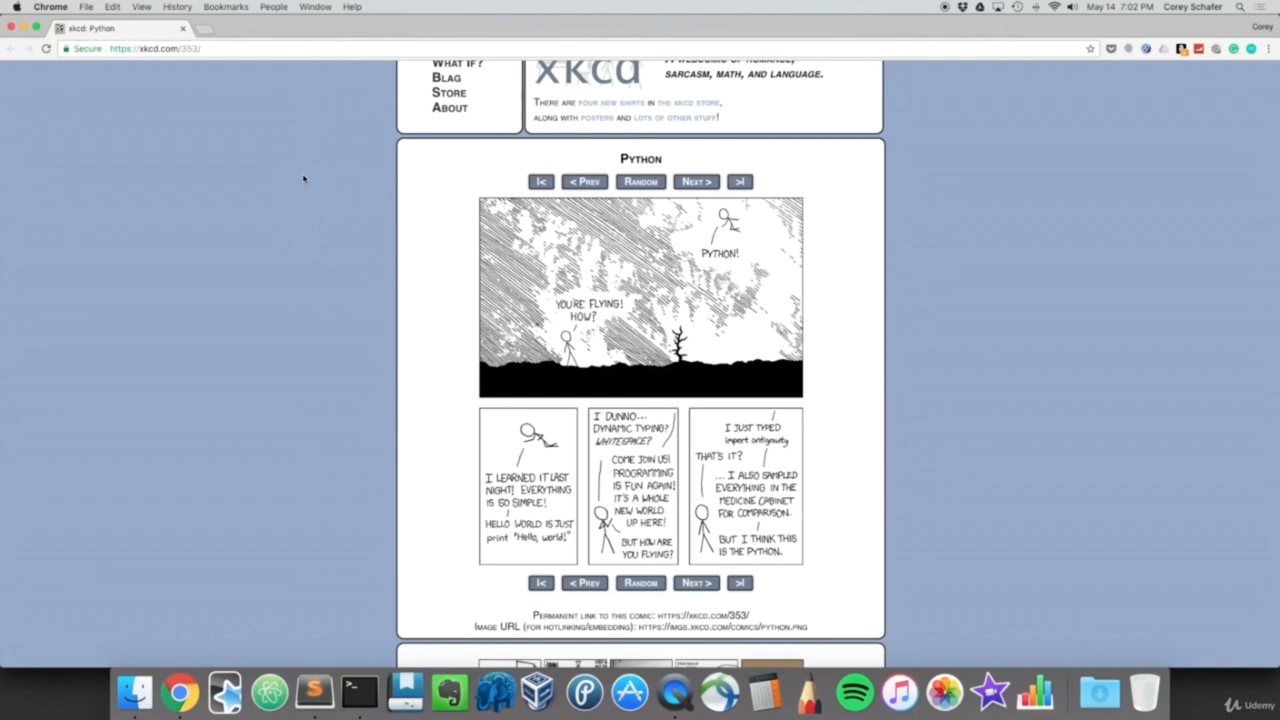 Chrome File Edit View History Bookmarks People Window Help
May 14 7:02 PM Corey Schafer
xkcd: Python
Corey
Secure https://xkcd.com/353/
WHAT IF?
BLAG
STORE
ABOUT
xkcd
SARCASM, MATH, AND LANGUAGE.
THERE ARE FOUR NEW SHIRTS IN THE XKCD STORE,
ALONG WITH POSTERS AND LOTS OF OTHER STUFF!
PYTHON
|< < PREV RANDOM NEXT > >|
PYTHON!
YOU'RE FLYING!
HOW?
I LEARNED IT LAST
NIGHT! EVERYTHING
IS SO SIMPLE!
HELLO WORLD IS JUST
print "Hello, world!"
I DUNNO...
DYNAMIC TYPING?
WHITESPACE?
COME JOIN US!
PROGRAMMING
IS FUN AGAIN!
IT'S A WHOLE
NEW WORLD
UP HERE!
BUT HOW ARE
YOU FLYING?
I JUST TYPED
import antigravity
THAT'S IT?
... I ALSO SAMPLED
EVERYTHING IN THE
MEDICINE CABINET
FOR COMPARISON.
BUT I THINK THIS
IS THE PYTHON.
|< < PREV RANDOM NEXT > >|
PERMANENT LINK TO THIS COMIC: HTTPS://XKCD.COM/353/
IMAGE URL (FOR HOTLINKING/EMBEDDING): HTTPS://IMGS.XKCD.COM/COMICS/PYTHON.PNG
Udemy